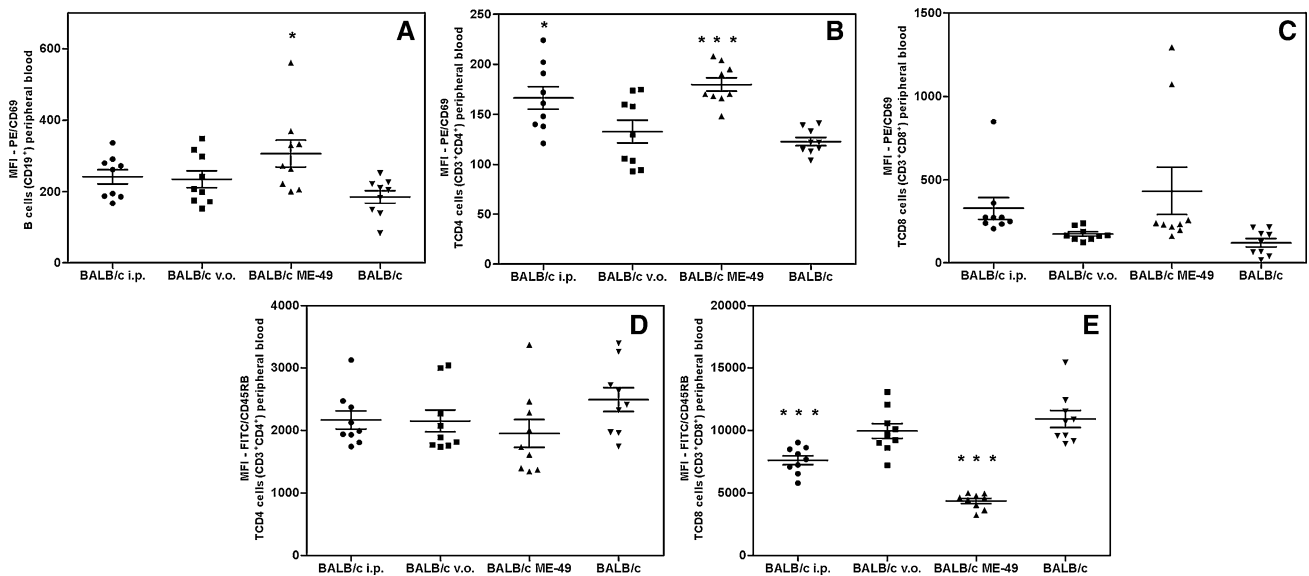 A
MFI - PE/CD69
B cells (CD19⁺) peripheral blood
600
400
200
0
*
BALB/c i.p. BALB/c v.o. BALB/c ME-49 BALB/c
B
MFI - PE/CD69
TCD4 cells (CD3⁺CD4⁺) peripheral blood
250
200
150
100
50
0
* * * *
BALB/c i.p. BALB/c v.o. BALB/c ME-49 BALB/c
C
MFI - PE/CD69
TCD8 cells (CD3⁺CD8⁺) peripheral blood
1500
1000
500
0
BALB/c i.p. BALB/c v.o. BALB/c ME-49 BALB/c
D
MFI - FITC/CD45RB
TCD4 cells (CD3⁺CD4⁺) peripheral blood
4000
3000
2000
1000
0
BALB/c i.p. BALB/c v.o. BALB/c ME-49 BALB/c
E
MFI - FITC/CD45RB
TCD8 cells (CD3⁺CD8⁺) peripheral blood
20000
15000
10000
5000
0
* * *
* * *
BALB/c i.p. BALB/c v.o. BALB/c ME-49 BALB/c